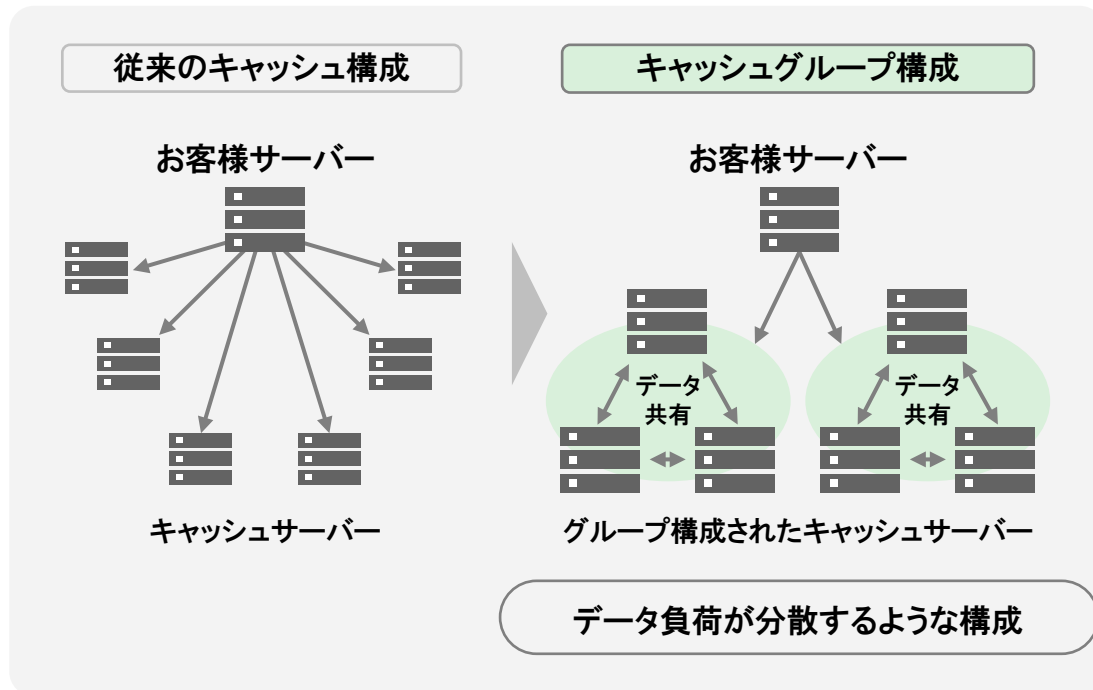 従来のキャッシュ構成
お客様サーバー
キャッシュサーバー
キャッシュグループ構成
お客様サーバー
データ
共有
データ
共有
グループ構成されたキャッシュサーバー
データ負荷が分散するような構成